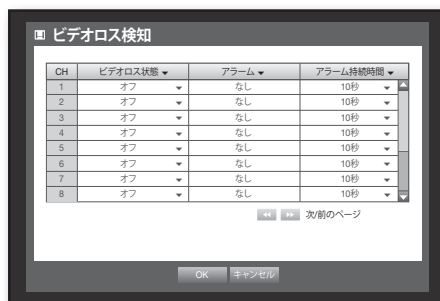 ビデオロス検知
CH ビデオロス状態 アラーム アラーム持続時間
1 オフ なし 10秒
2 オフ なし 10秒
3 オフ なし 10秒
4 オフ なし 10秒
5 オフ なし 10秒
6 オフ なし 10秒
7 オフ なし 10秒
8 オフ なし 10秒
次/前のページ
OK キャンセル